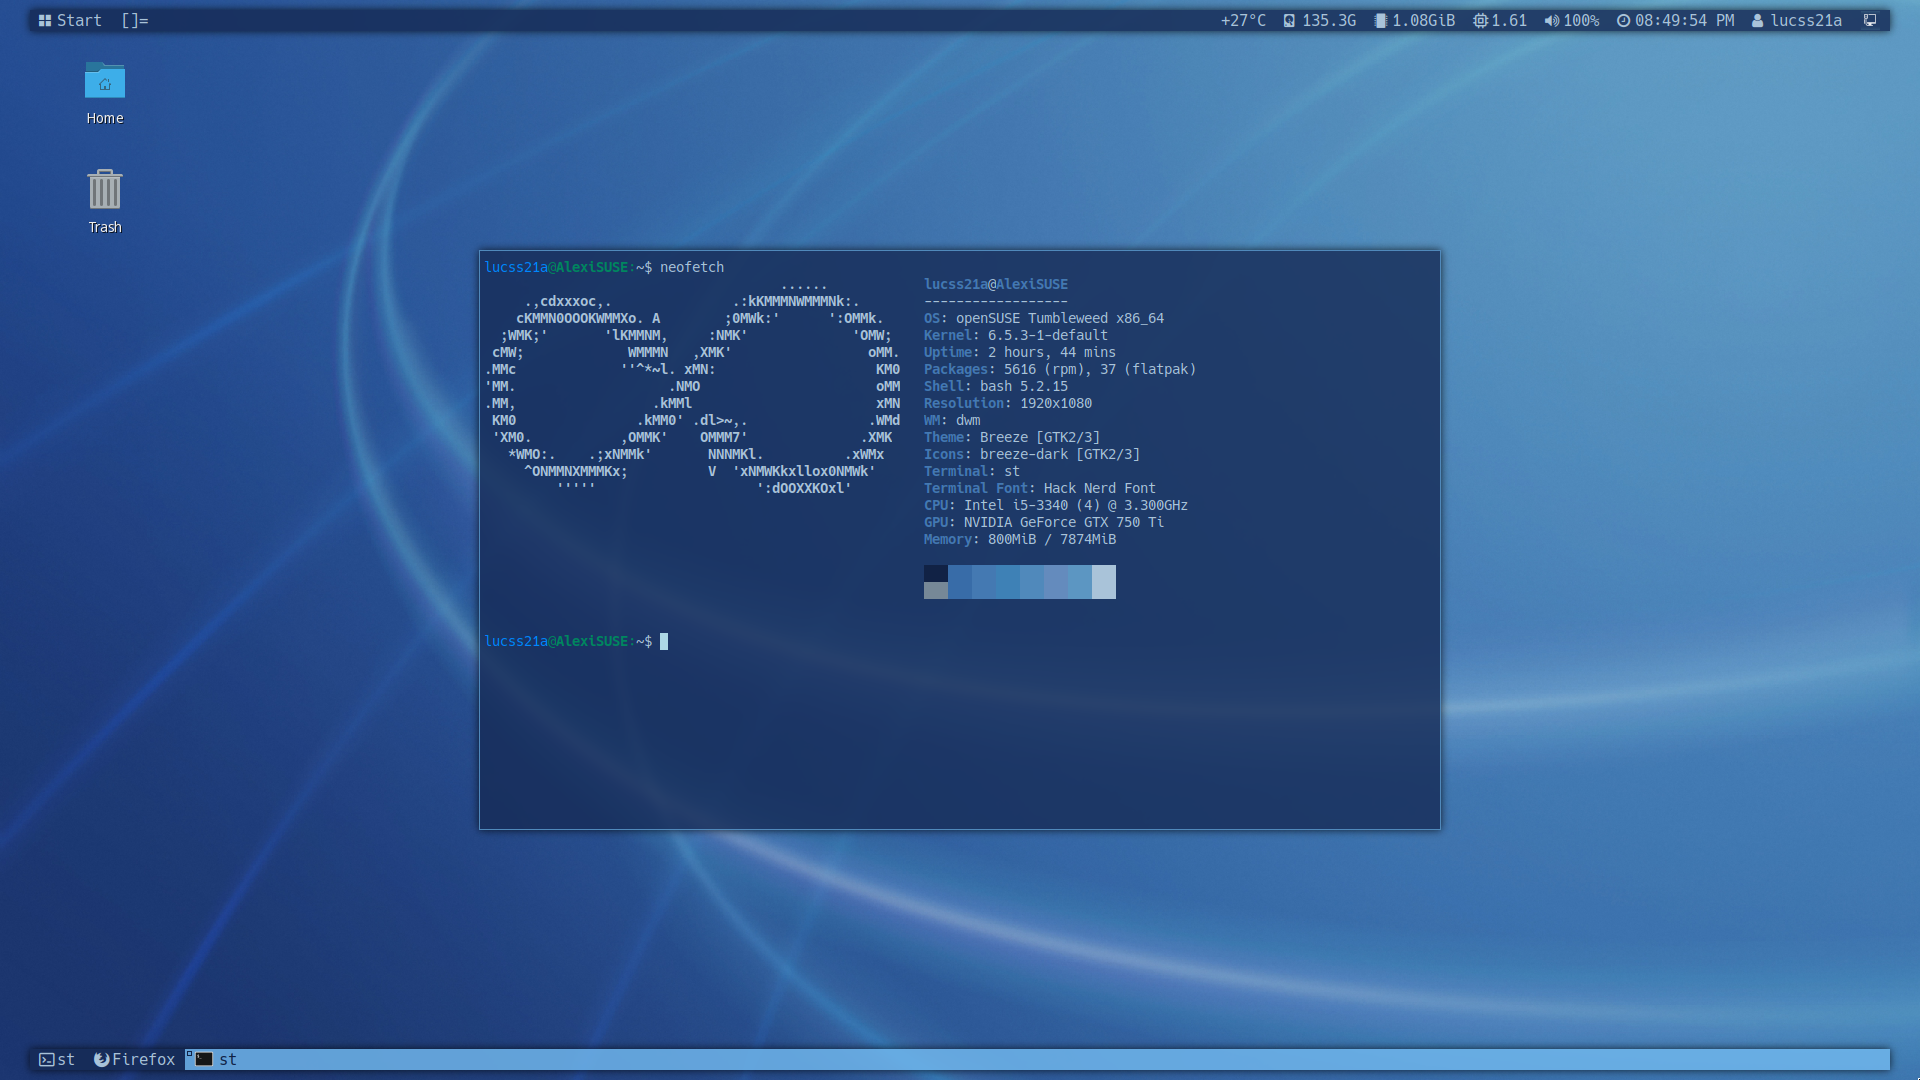 Start []= +27°C 135.3G 1.08GiB 1.61 100% 08:49:54 PM lucss21a
Home
Trash
lucss21a@AlexiSUSE:~$ neofetch
......
.,cdxxxoc,. .:kKMMMNWMMMNk:.
cKMMN0OOOKWMMXo. A ;0MWk:' ':OMMk.
;WMK;' 'lKMMNM, :NMK' 'OMW;
cMW; WMMMN ,XMK' oMM.
.MMc ''^*~l. xMN: KM0
'MM. .NMO oMM
.MM, .kMMl xMN
KM0 .kMM0' .dl>~,. .WMd
'XM0. ,OMMK' OMMM7' .XMK
*WMO:. .;xNMMk' NNNMKl. .xWMx
^ONMMNXMMMKx; V 'xNMWKkxllox0NMWk'
''''' ':dOOXXKOxl'
lucss21a@AlexiSUSE
------------------
OS: openSUSE Tumbleweed x86_64
Kernel: 6.5.3-1-default
Uptime: 2 hours, 44 mins
Packages: 5616 (rpm), 37 (flatpak)
Shell: bash 5.2.15
Resolution: 1920x1080
WM: dwm
Theme: Breeze [GTK2/3]
Icons: breeze-dark [GTK2/3]
Terminal: st
Terminal Font: Hack Nerd Font
CPU: Intel i5-3340 (4) @ 3.300GHz
GPU: NVIDIA GeForce GTX 750 Ti
Memory: 800MiB / 7874MiB
lucss21a@AlexiSUSE:~$
st Firefox st